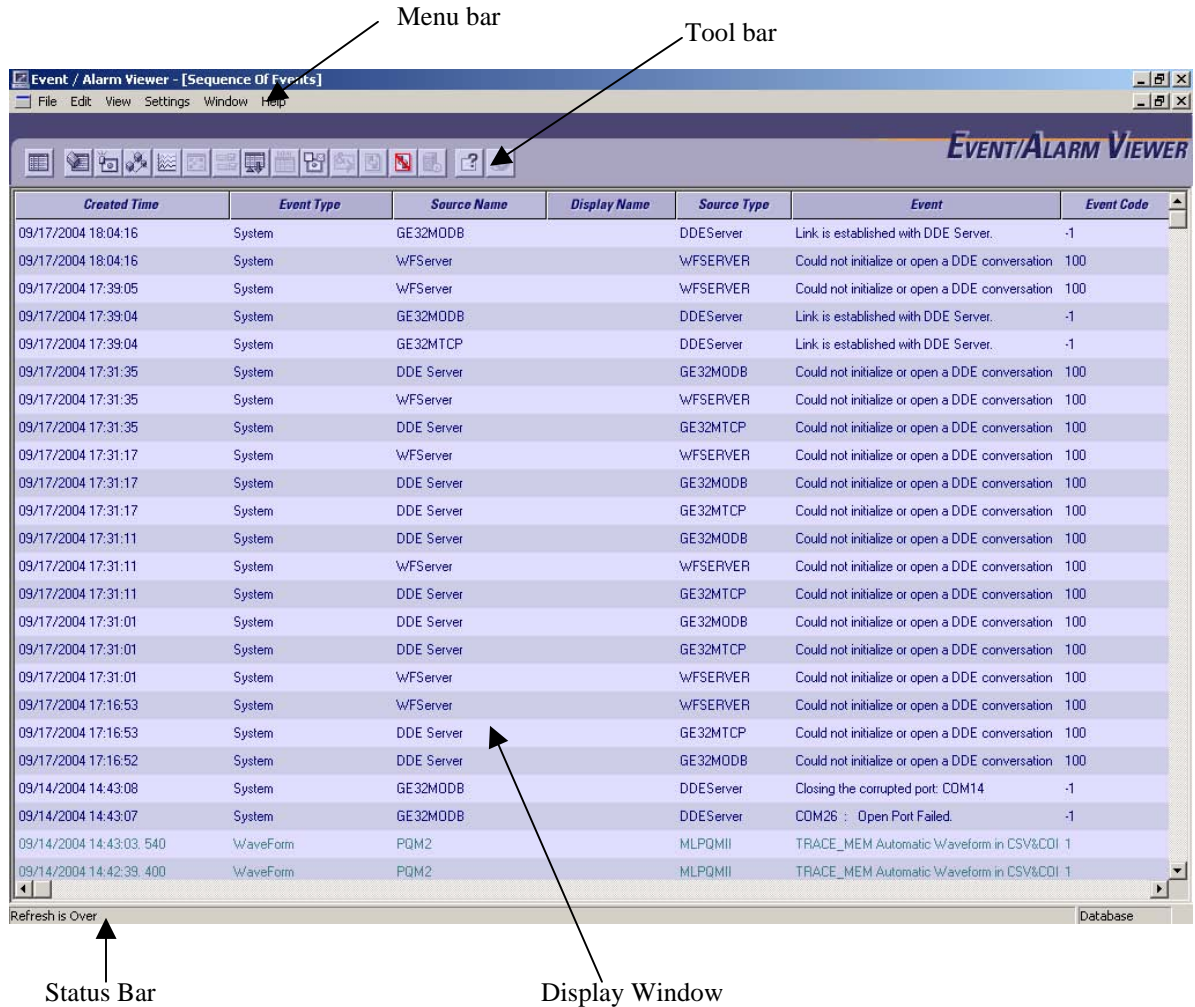 Menu bar
Tool bar
Event / Alarm Viewer - [Sequence Of Events]
File Edit View Settings Window Help
EVENT/ALARM VIEWER
Created Time Event Type Source Name Display Name Source Type Event Event Code
09/17/2004 18:04:16 System GE32MODB DDEServer Link is established with DDE Server. -1
09/17/2004 18:04:16 System WFServer WFSERVER Could not initialize or open a DDE conversation 100
09/17/2004 17:39:05 System WFServer WFSERVER Could not initialize or open a DDE conversation 100
09/17/2004 17:39:04 System GE32MODB DDEServer Link is established with DDE Server. -1
09/17/2004 17:39:04 System GE32MTCP DDEServer Link is established with DDE Server. -1
09/17/2004 17:31:35 System DDE Server GE32MODB Could not initialize or open a DDE conversation 100
09/17/2004 17:31:35 System WFServer WFSERVER Could not initialize or open a DDE conversation 100
09/17/2004 17:31:35 System DDE Server GE32MTCP Could not initialize or open a DDE conversation 100
09/17/2004 17:31:17 System WFServer WFSERVER Could not initialize or open a DDE conversation 100
09/17/2004 17:31:17 System DDE Server GE32MODB Could not initialize or open a DDE conversation 100
09/17/2004 17:31:17 System DDE Server GE32MTCP Could not initialize or open a DDE conversation 100
09/17/2004 17:31:11 System DDE Server GE32MODB Could not initialize or open a DDE conversation 100
09/17/2004 17:31:11 System WFServer WFSERVER Could not initialize or open a DDE conversation 100
09/17/2004 17:31:11 System DDE Server GE32MTCP Could not initialize or open a DDE conversation 100
09/17/2004 17:31:01 System DDE Server GE32MODB Could not initialize or open a DDE conversation 100
09/17/2004 17:31:01 System DDE Server GE32MTCP Could not initialize or open a DDE conversation 100
09/17/2004 17:31:01 System WFServer WFSERVER Could not initialize or open a DDE conversation 100
09/17/2004 17:16:53 System WFServer WFSERVER Could not initialize or open a DDE conversation 100
09/17/2004 17:16:53 System DDE Server GE32MTCP Could not initialize or open a DDE conversation 100
09/17/2004 17:16:52 System DDE Server GE32MODB Could not initialize or open a DDE conversation 100
09/14/2004 14:43:08 System GE32MODB DDEServer Closing the corrupted port: COM14 -1
09/14/2004 14:43:07 System GE32MODB DDEServer COM26 : Open Port Failed. -1
09/14/2004 14:43:03. 540 WaveForm PQM2 MLPQMII TRACE_MEM Automatic Waveform in CSV&COI 1
09/14/2004 14:42:39. 400 WaveForm PQM2 MLPQMII TRACE_MEM Automatic Waveform in CSV&COI 1
Refresh is Over Database
Status Bar Display Window